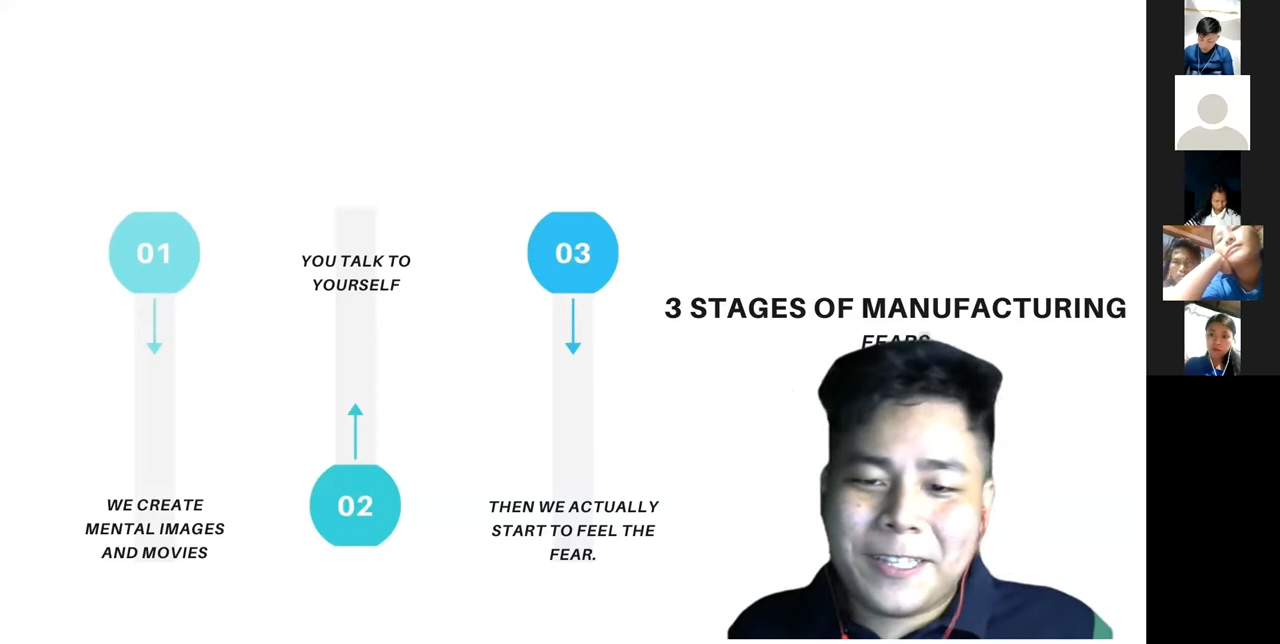 01
WE CREATE
MENTAL IMAGES
AND MOVIES
YOU TALK TO
YOURSELF
02
03
THEN WE ACTUALLY
START TO FEEL THE
FEAR.
3 STAGES OF MANUFACTURING
FEARS